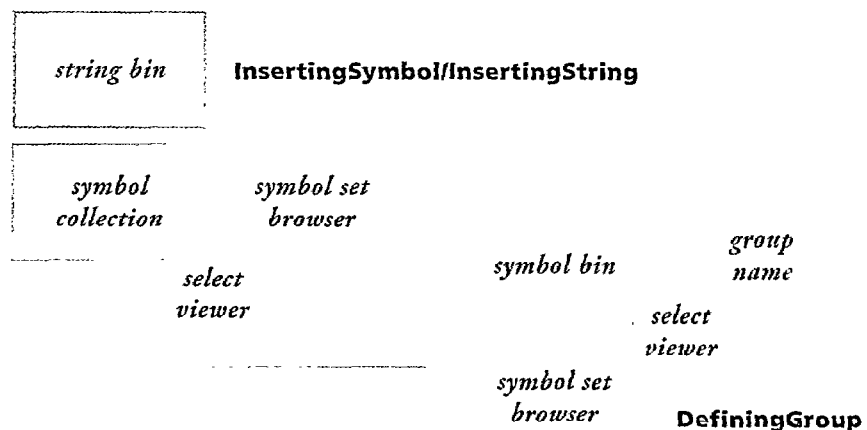 string bin
InsertingSymbol/InsertingString
symbol
collection
symbol set
browser
select
viewer
symbol bin
group
name
select
viewer
symbol set
browser
DefiningGroup